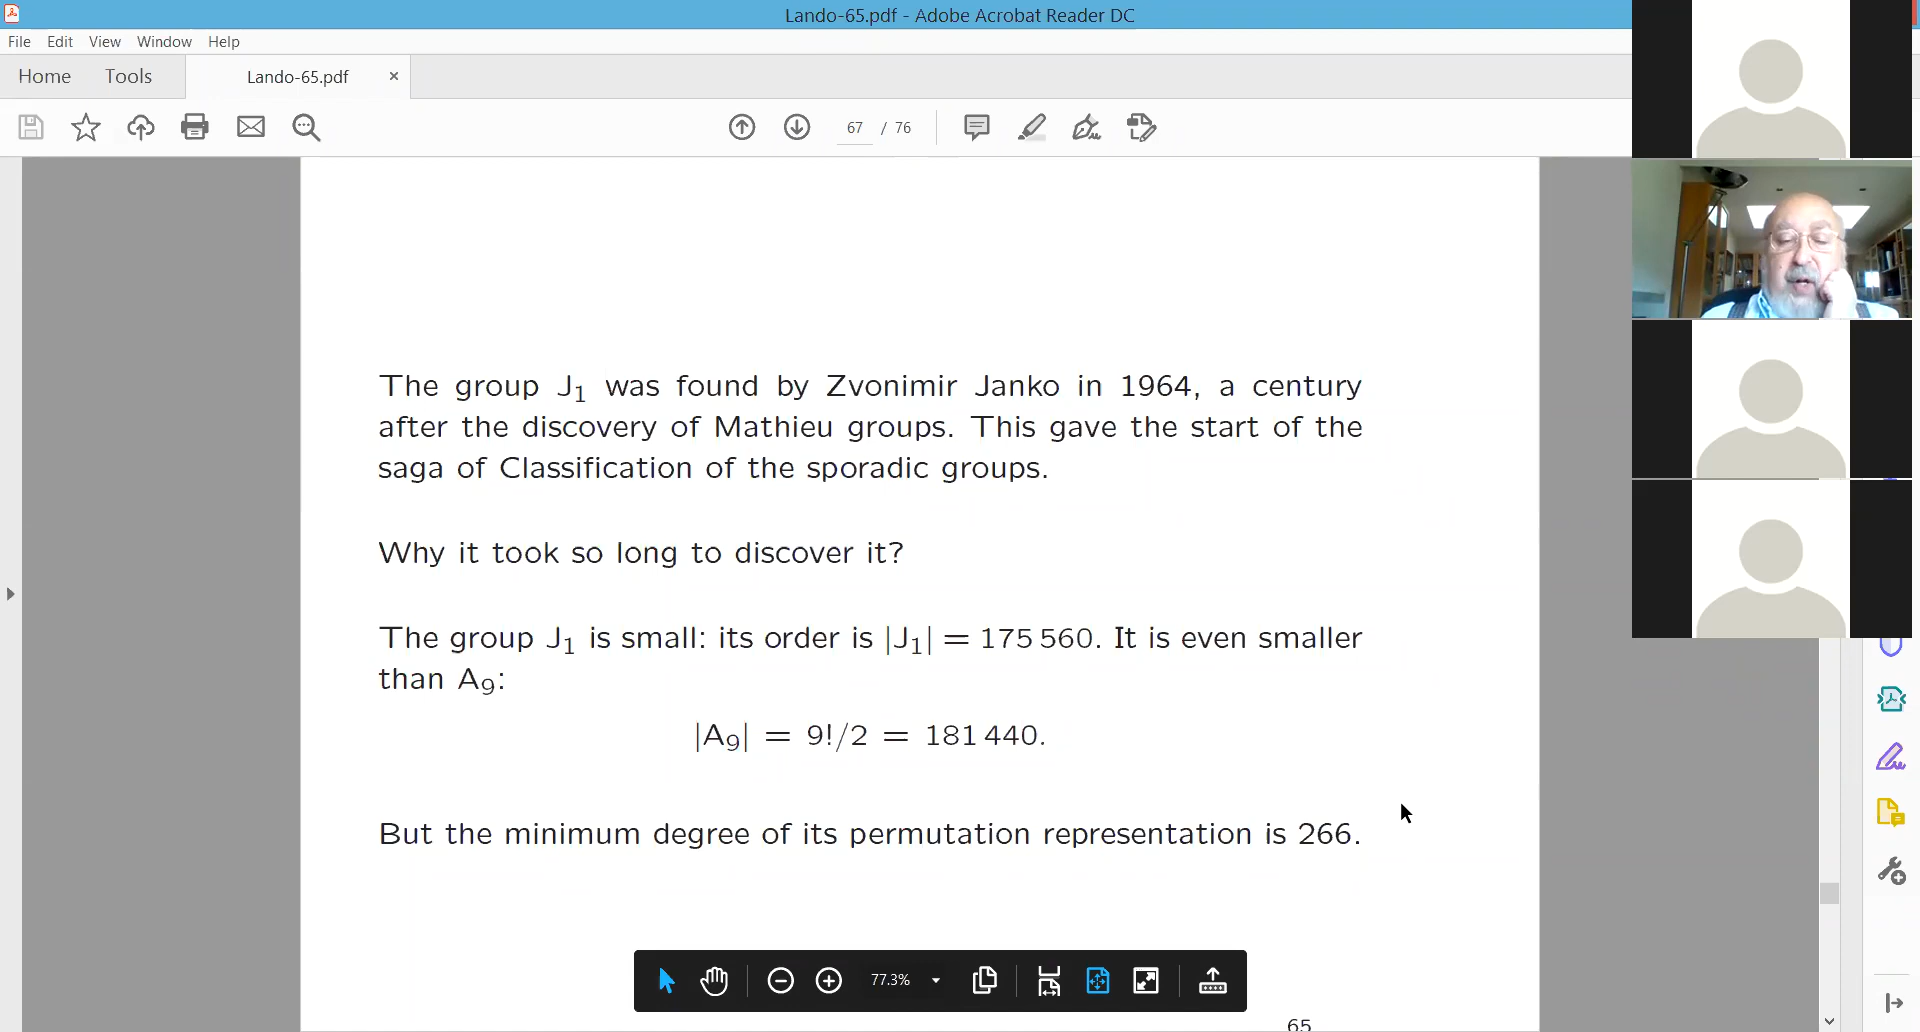 Lando-65.pdf - Adobe Acrobat Reader DC
File Edit View Window Help
Home Tools Lando-65.pdf ×
67 / 76
The group J₁ was found by Zvonimir Janko in 1964, a century
after the discovery of Mathieu groups. This gave the start of the
saga of Classification of the sporadic groups.
Why it took so long to discover it?
The group J₁ is small: its order is |J₁| = 175 560. It is even smaller
than A₉:
|A₉| = 9!/2 = 181 440.
But the minimum degree of its permutation representation is 266.
77.3%
65